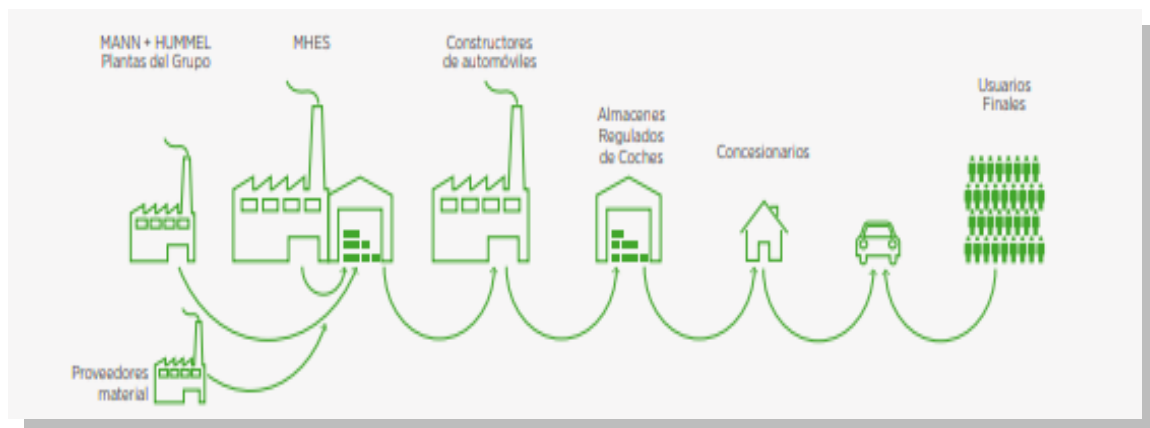 MANN + HUMMEL
Plantas del Grupo
MHES
Constructores
de automóviles
Almacenes
Regulados
de Coches
Concesionarios
Usuarios
Finales
Proveedores
material